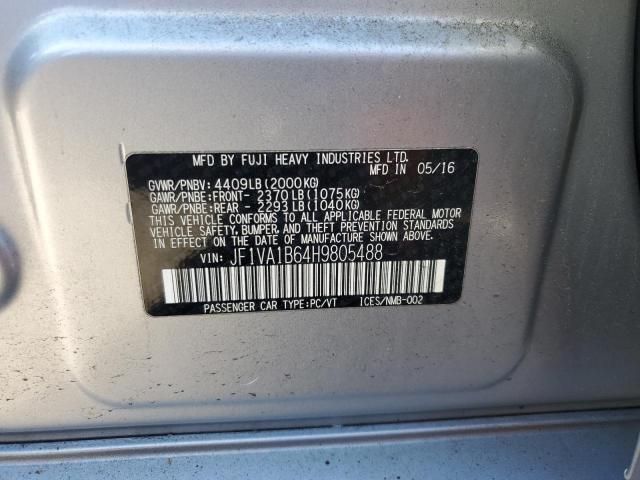 MFD BY FUJI HEAVY INDUSTRIES LTD.
MFD IN 05/16
GVWR/PNBV: 4409LB(2000KG)
GAWR/PNBE:FRONT- 2370LB(1075KG)
GAWR/PNBE:REAR - 2293LB(1040KG)
THIS VEHICLE CONFORMS TO ALL APPLICABLE FEDERAL MOTOR
VEHICLE SAFETY,BUMPER,AND THEFT PREVENTION STANDARDS
IN EFFECT ON THE DATE OF MANUFACTURE SHOWN ABOVE.
VIN: JF1VA1B64H9805488
PASSENGER CAR TYPE:PC/VT ICES/NMB-002